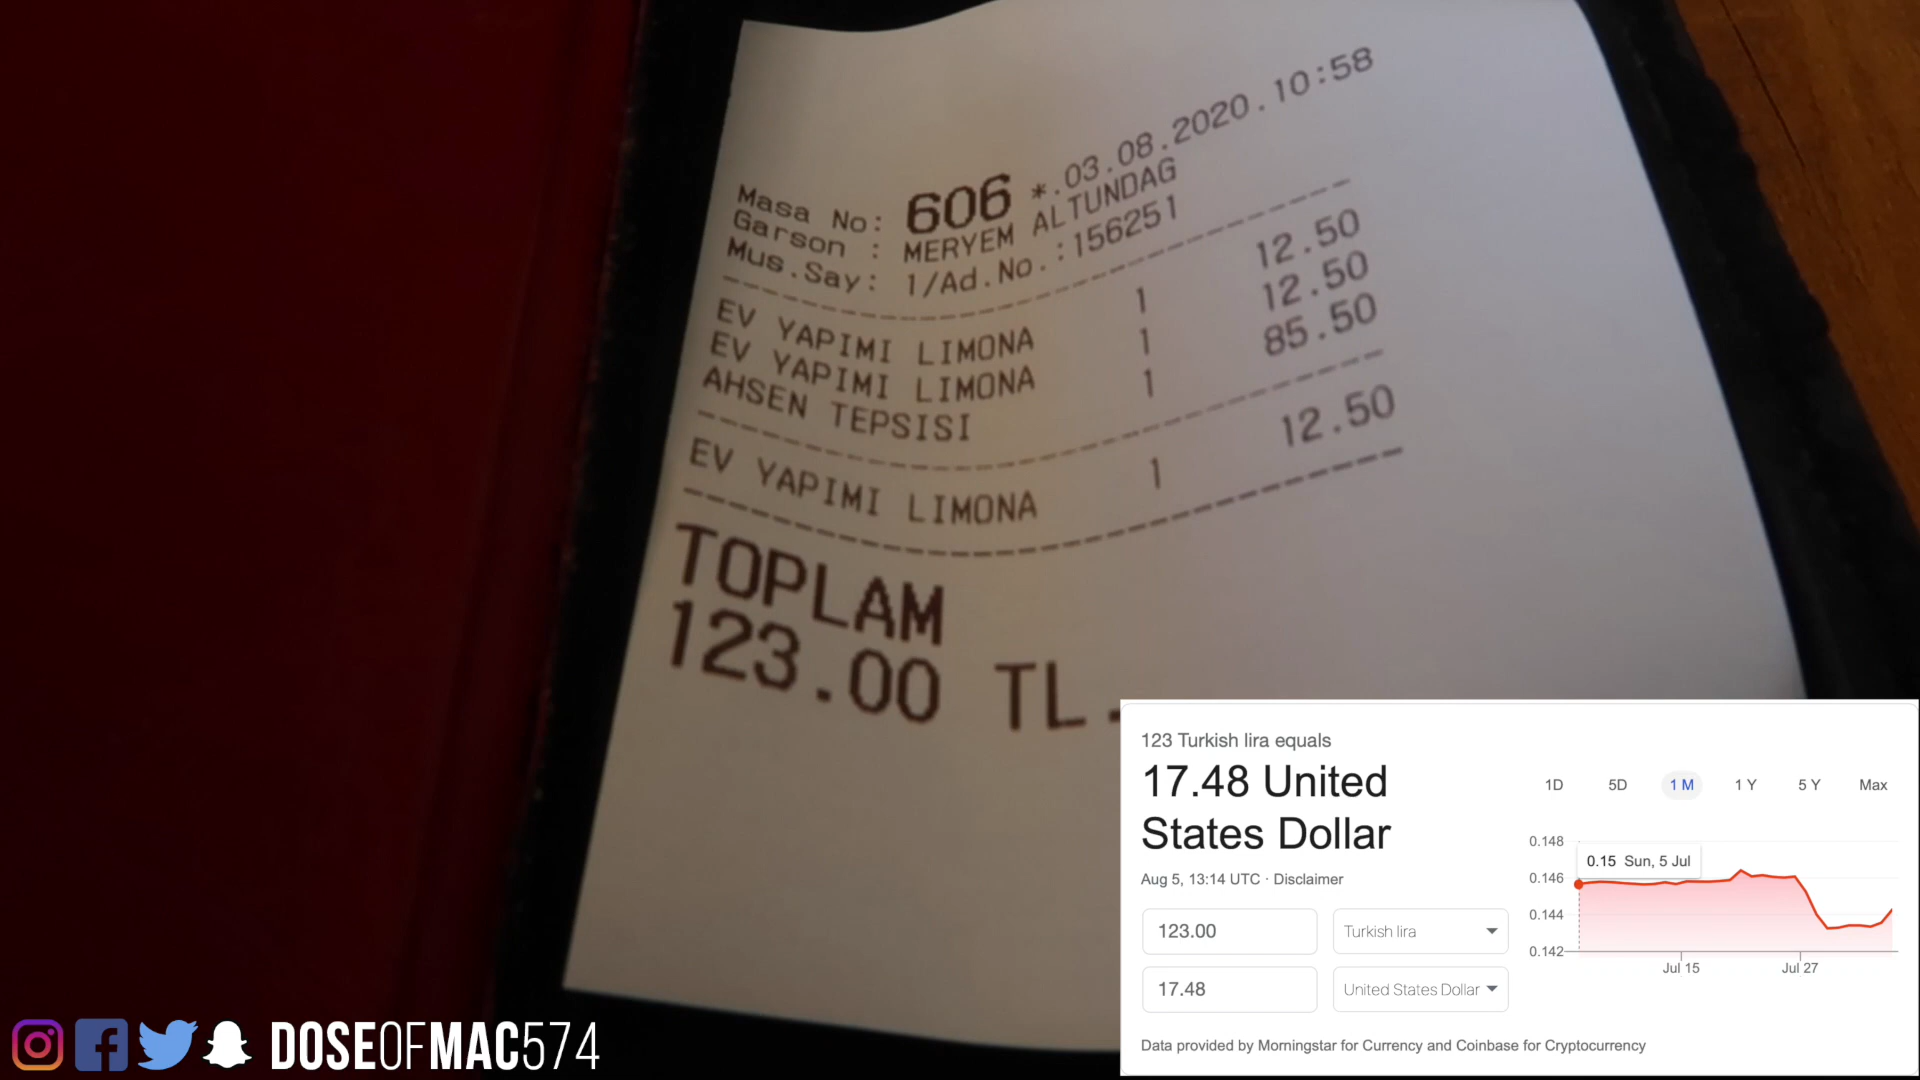 Masa No: 606 *.03.08.2020.10:58
Garson : MERYEM ALTUNDAG
Mus.Say: 1/Ad.No.:156251
EV YAPIMI LIMONA 1 12.50
EV YAPIMI LIMONA 1 12.50
AHSEN TEPSISI 1 85.50
EV YAPIMI LIMONA 1 12.50
TOPLAM
123.00 TL.
123 Turkish lira equals
17.48 United
States Dollar
Aug 5, 13:14 UTC · Disclaimer
123.00 Turkish lira
17.48 United States Dollar
1D 5D 1 M 1 Y 5 Y Max
0.148
0.15 Sun, 5 Jul
0.146
0.144
0.142
Jul 15 Jul 27
Data provided by Morningstar for Currency and Coinbase for Cryptocurrency
DOSEOFMAC574